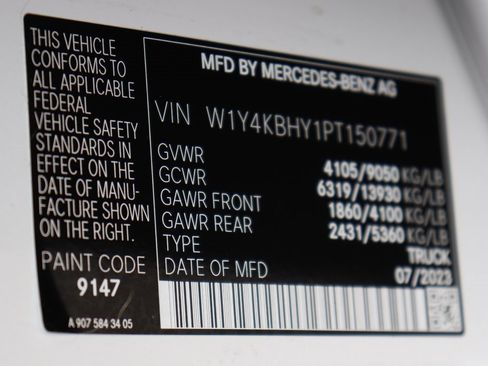 THIS VEHICLE
CONFORMS TO
ALL APPLICABLE
FEDERAL
VEHICLE SAFETY
STANDARDS IN
EFFECT ON THE
DATE OF MANU-
FACTURE SHOWN
ON THE RIGHT.
PAINT CODE
9147
A 907 584 34 05
MFD BY MERCEDES-BENZ AG
VIN W1Y4KBHY1PT150771
GVWR 4105/9050 KG/LB
GCWR 6319/13930 KG/LB
GAWR FRONT 1860/4100 KG/LB
GAWR REAR 2431/5360 KG/LB
TYPE TRUCK
DATE OF MFD 07/2023